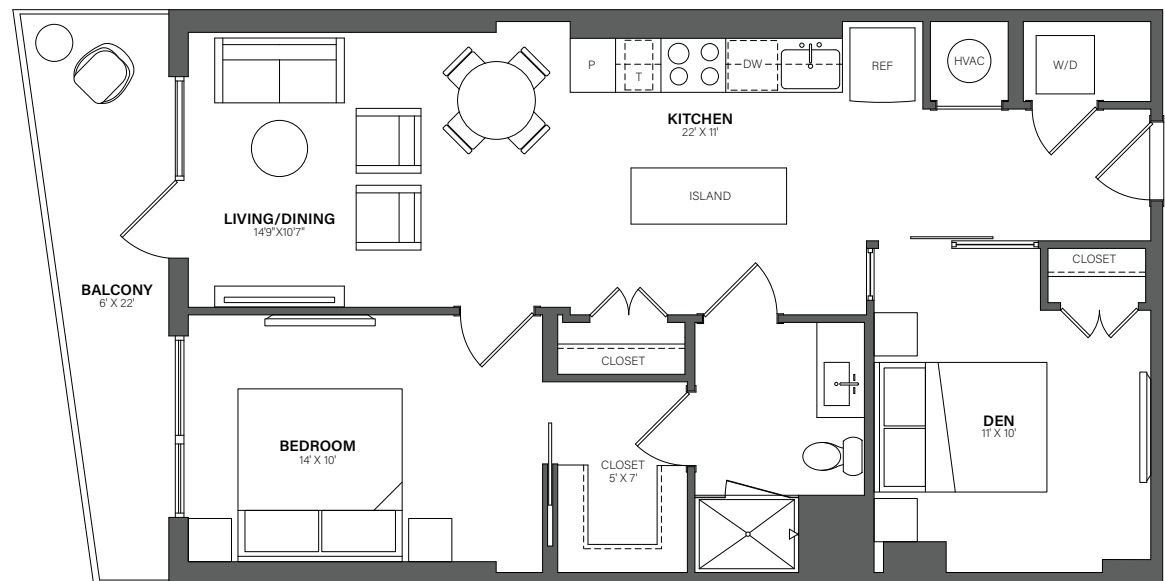 P
T
DW
REF
HVAC
W/D
KITCHEN
22' X 11'
ISLAND
LIVING/DINING
14'9"X10'7"
BALCONY
6' X 22'
CLOSET
CLOSET
BEDROOM
14' X 10'
CLOSET
5' X 7'
DEN
11' X 10'